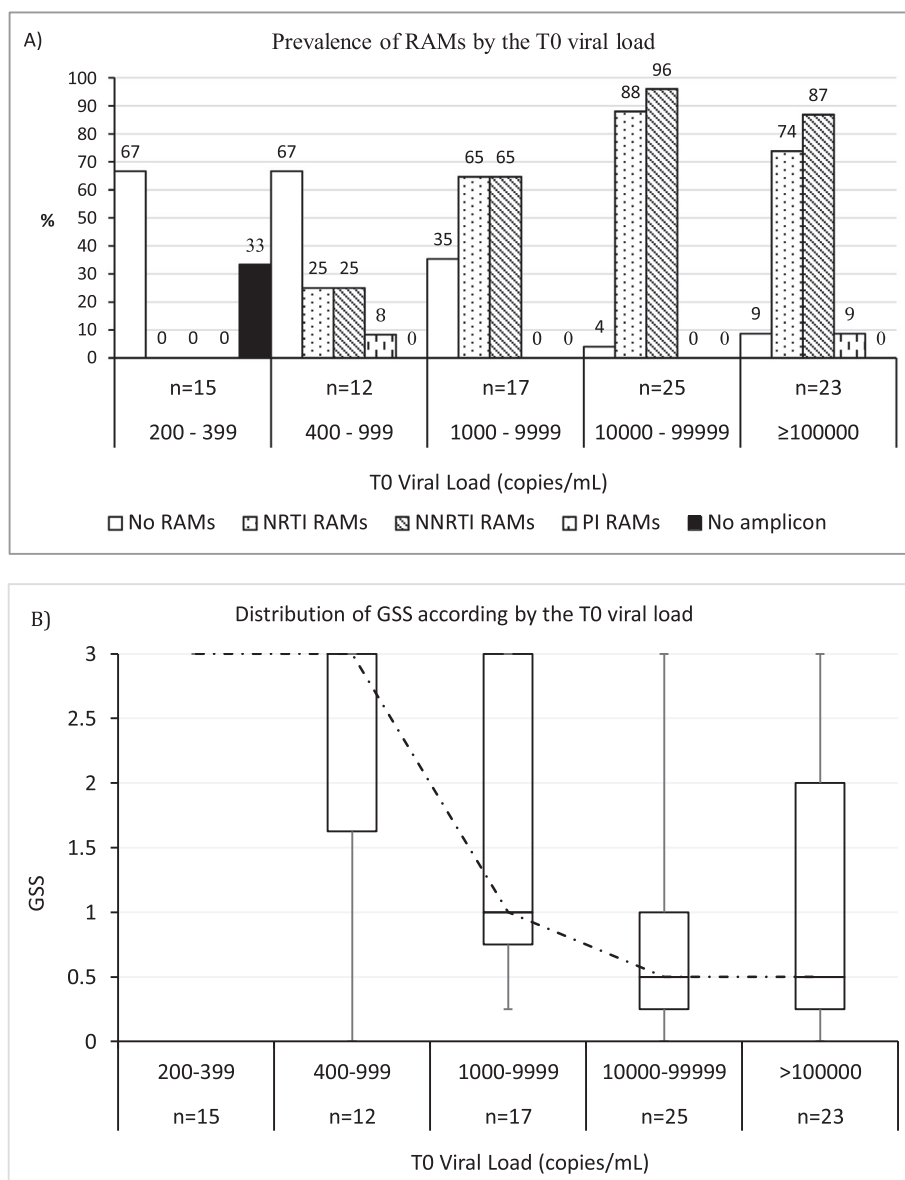 A)
Prevalence of RAMs by the T0 viral load
100
90
80
70
60
50
40
30
20
10
0
%
67 0 0 0 33
67 25 25 8 0
35 65 65 0 0
4 88 96 0 0
9 74 87 9 0
n=15 n=12 n=17 n=25 n=23
200 - 399 400 - 999 1000 - 9999 10000 - 99999 ≥100000
T0 Viral Load (copies/mL)
No RAMs NRTI RAMs NNRTI RAMs PI RAMs No amplicon
B)
Distribution of GSS according by the T0 viral load
3
2.5
2
1.5
1
0.5
0
GSS
200-399 400-999 1000-9999 10000-99999 >100000
n=15 n=12 n=17 n=25 n=23
T0 Viral Load (copies/mL)